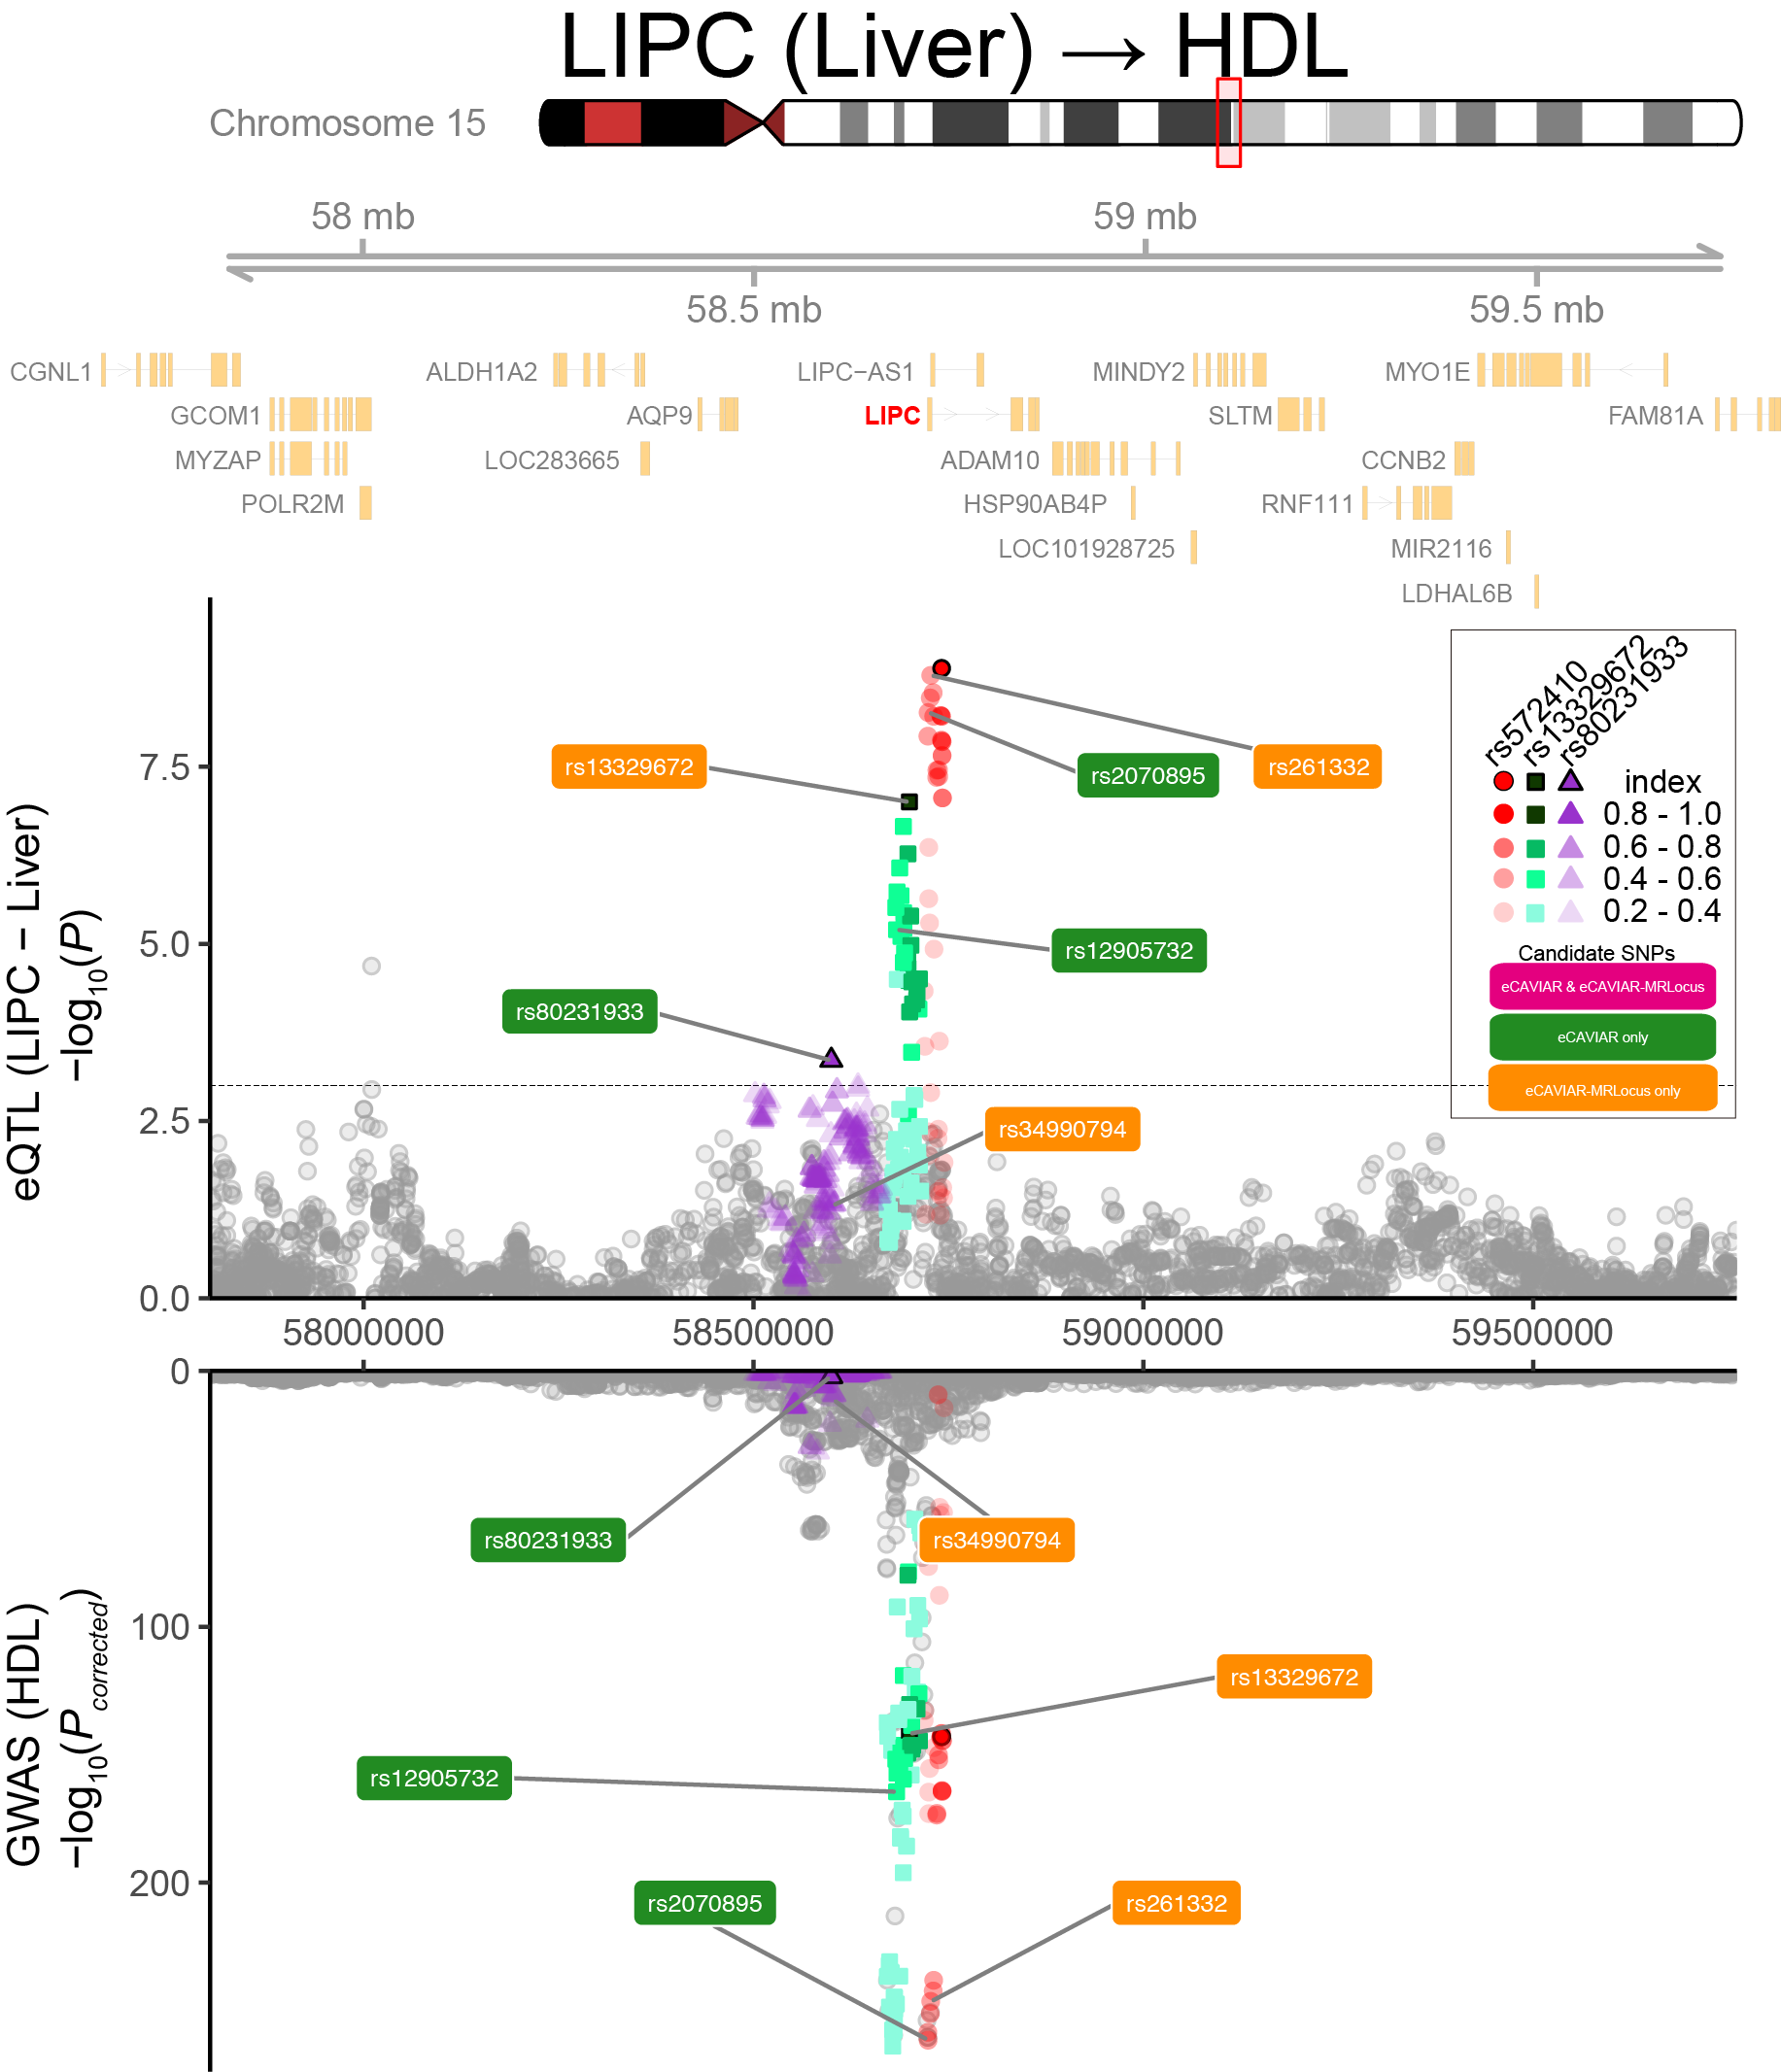 LIPC (Liver) → HDL
Chromosome 15
58 mb
59 mb
58.5 mb
59.5 mb
CGNL1
ALDH1A2
LIPC−AS1
MINDY2
MYO1E
GCOM1
AQP9
LIPC
SLTM
FAM81A
MYZAP
LOC283665
ADAM10
CCNB2
POLR2M
HSP90AB4P
RNF111
LOC101928725
MIR2116
LDHAL6B
eQTL (LIPC − Liver)
−log10(P)
7.5
5.0
2.5
0.0
rs13329672
rs2070895
rs261332
rs12905732
rs80231933
rs34990794
rs572410
rs13329672
rs80231933
index
0.8 - 1.0
0.6 - 0.8
0.4 - 0.6
0.2 - 0.4
Candidate SNPs
eCAVIAR & eCAVIAR-MRLocus
eCAVIAR only
eCAVIAR-MRLocus only
58000000
58500000
59000000
59500000
GWAS (HDL)
−log10(Pcorrected)
0
100
200
rs80231933
rs34990794
rs13329672
rs12905732
rs2070895
rs261332